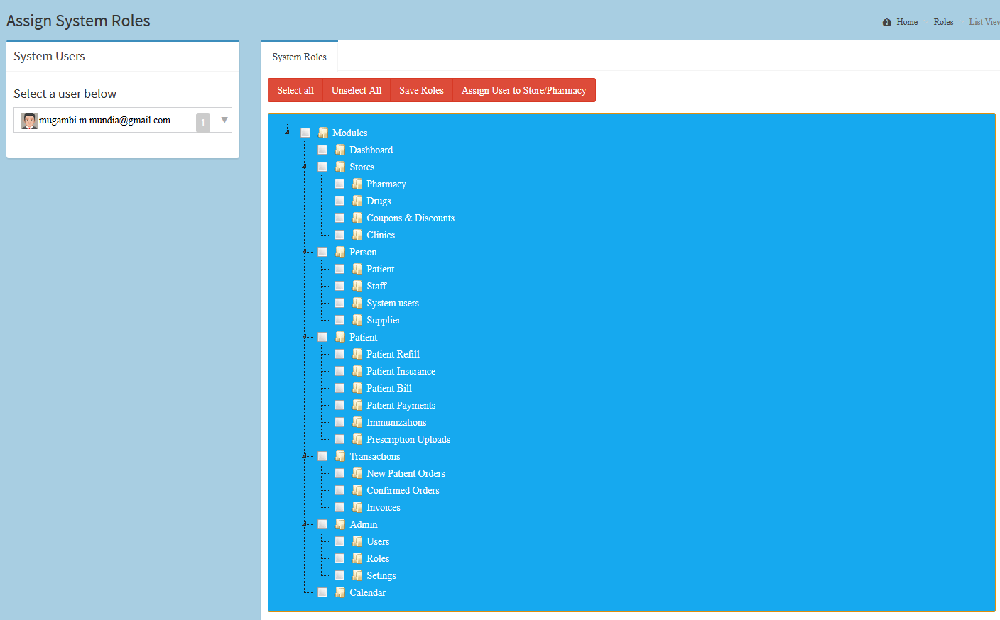 Assign System Roles
Home
Roles
List View
System Users
Select a user below
mugambi.m.mundia@gmail.com
1
System Roles
Select all
Unselect All
Save Roles
Assign User to Store/Pharmacy
Modules
Dashboard
Stores
Pharmacy
Drugs
Coupons & Discounts
Clinics
Person
Patient
Staff
System users
Supplier
Patient
Patient Refill
Patient Insurance
Patient Bill
Patient Payments
Immunizations
Prescription Uploads
Transactions
New Patient Orders
Confirmed Orders
Invoices
Admin
Users
Roles
Setings
Calendar